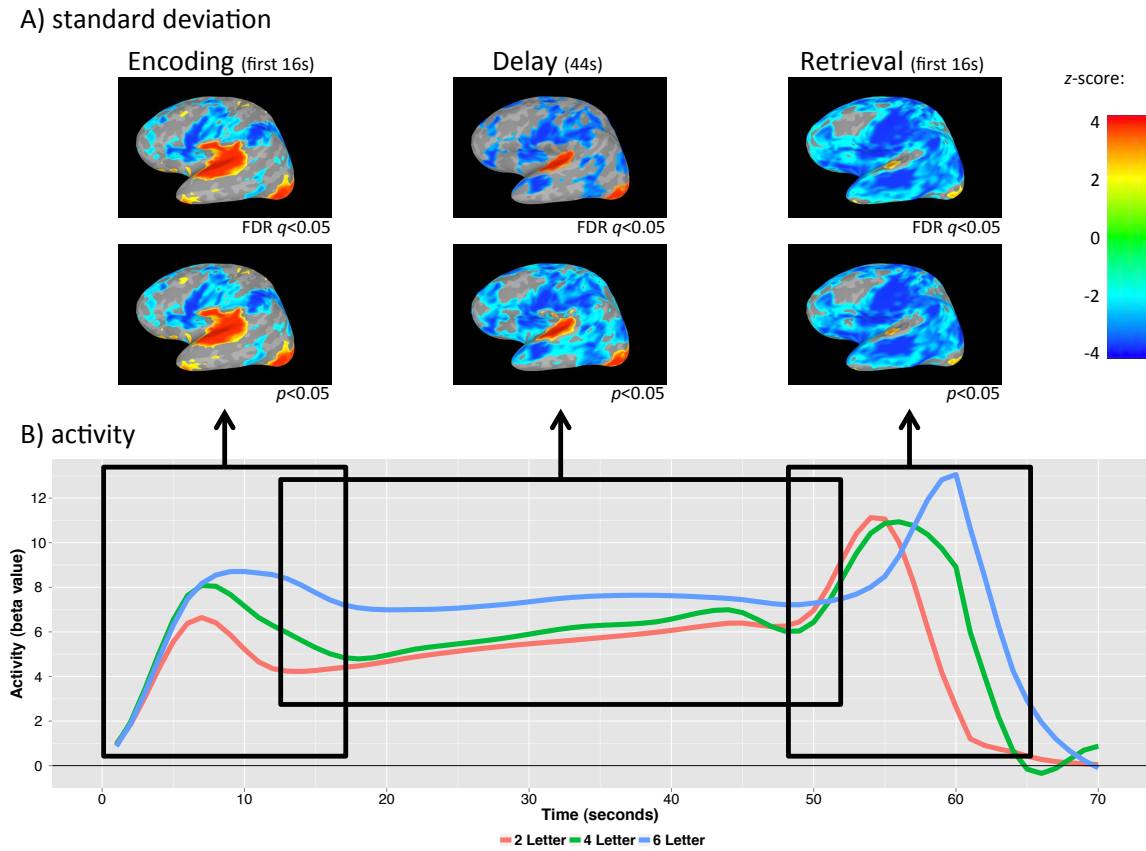 A) standard deviation
Encoding (first 16s)
Delay (44s)
Retrieval (first 16s)
z-score:
4
2
0
-2
-4
FDR q<0.05
FDR q<0.05
FDR q<0.05
p<0.05
p<0.05
p<0.05
B) activity
Activity (beta value)
12
10
8
6
4
2
0
0 10 20 30 40 50 60 70
Time (seconds)
2 Letter 4 Letter 6 Letter